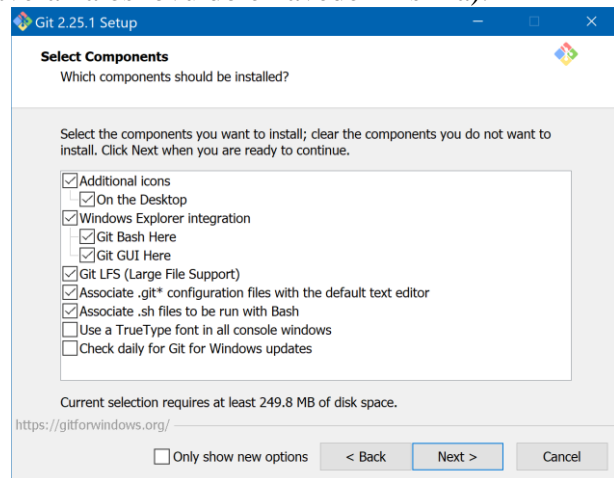 Git 2.25.1 Setup
Select Components
Which components should be installed?
Select the components you want to install; clear the components you do not want to
install. Click Next when you are ready to continue.
Additional icons
On the Desktop
Windows Explorer integration
Git Bash Here
Git GUI Here
Git LFS (Large File Support)
Associate .git* configuration files with the default text editor
Associate .sh files to be run with Bash
Use a TrueType font in all console windows
Check daily for Git for Windows updates
Current selection requires at least 249.8 MB of disk space.
https://gitforwindows.org/
Only show new options < Back Next > Cancel